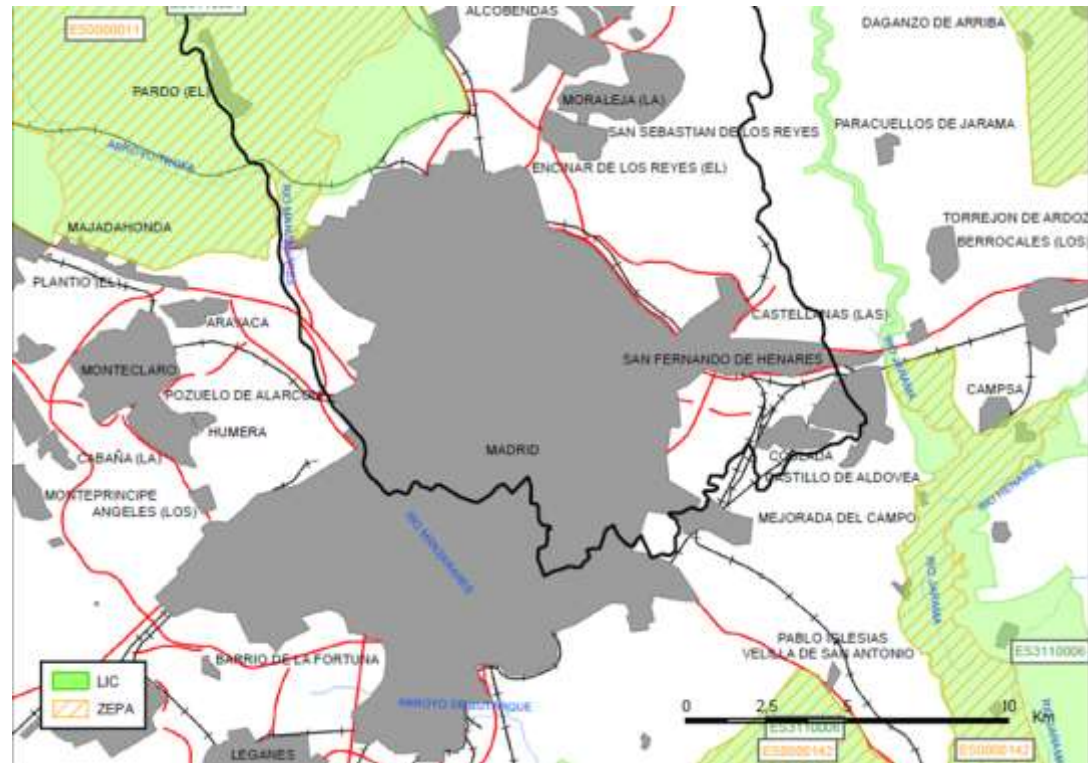 ALCOBENDAS
DAGANZO DE ARRIBA
ES0000011
PARDO (EL)
MORALEJA (LA)
SAN SEBASTIAN DE LOS REYES
PARACUELLOS DE JARAMA
ENCINAR DE LOS REYES (EL)
RIO MANZANARES
MAJADAHONDA
TORREJON DE ARDOZ
BERROCALES (LOS)
PLANTIO (EL)
ARAVACA
CASTELLANAS (LAS)
SAN FERNANDO DE HENARES
RIO JARAMA
MONTECLARO
POZUELO DE ALARCON
CAMPSA
HUMERA
MADRID
CABAÑA (LA)
COSLADA
CASTILLO DE ALDOVEA
RIO HENARES
MONTEPRINCIPE
ANGELES (LOS)
MEJORADA DEL CAMPO
RIO MANZANARES
RIO JARAMA
PABLO IGLESIAS
VELILLA DE SAN ANTONIO
ES3110006
BARRIO DE LA FORTUNA
LIC
ZEPA
0 2.5 5 10
Km
ES3110006
ES0000142
ES0000142
LEGANES